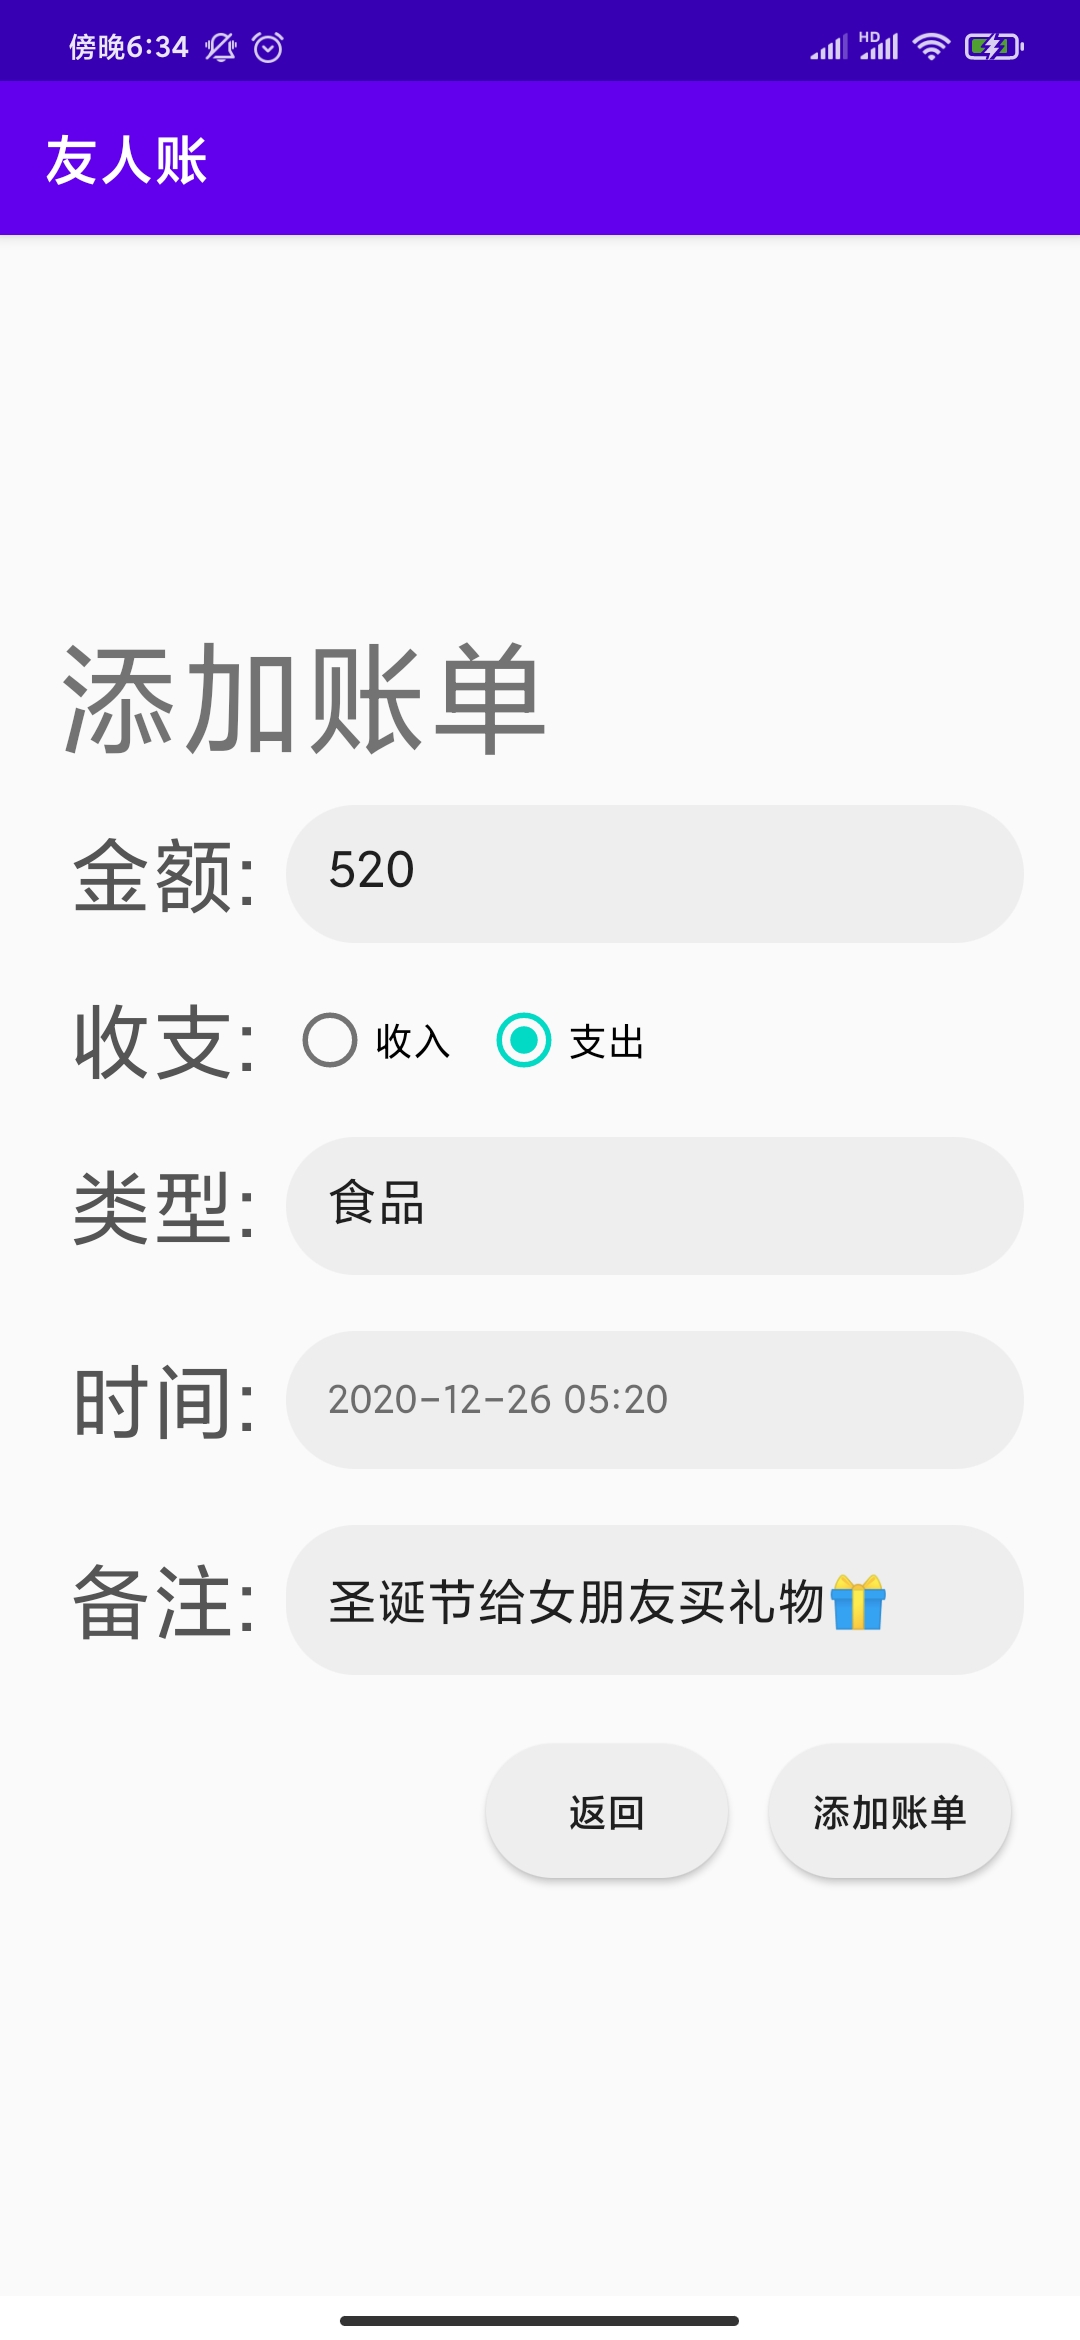 傍晚6:34 HD
友人账
添加账单
金额: 520
收支: 收入 支出
类型: 食品
时间: 2020-12-26 05:20
备注: 圣诞节给女朋友买礼物🎁
返回 添加账单